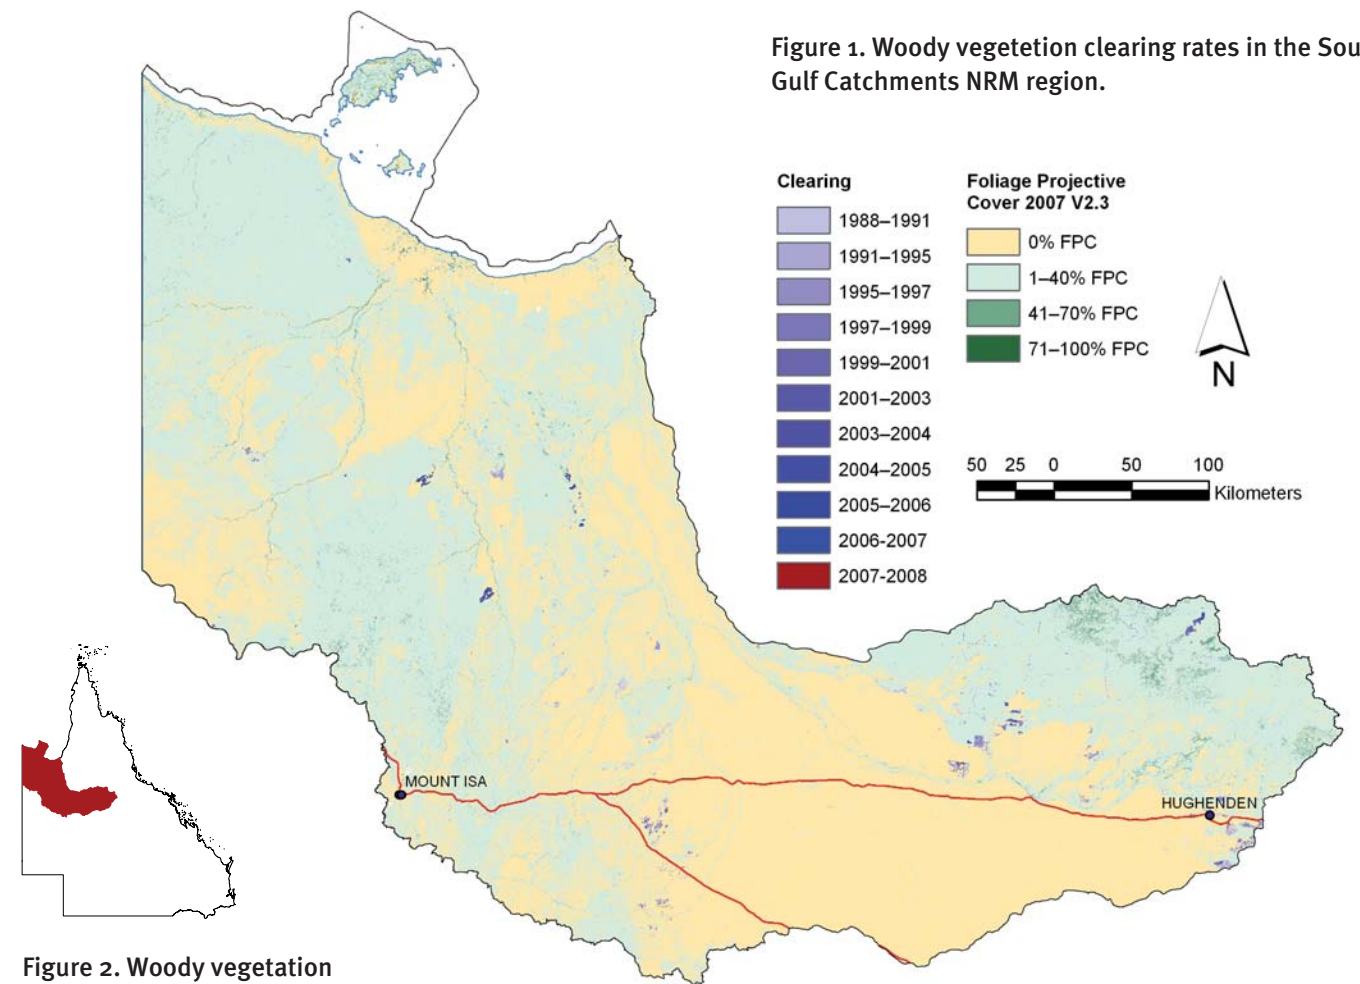 Figure 1. Woody vegetetion clearing rates in the Sou
Gulf Catchments NRM region.
Clearing
1988–1991
1991–1995
1995–1997
1997–1999
1999–2001
2001–2003
2003–2004
2004–2005
2005–2006
2006-2007
2007-2008
Foliage Projective
Cover 2007 V2.3
0% FPC
1–40% FPC
41–70% FPC
71–100% FPC
N
50 25 0 50 100
Kilometers
MOUNT ISA
HUGHENDEN
Figure 2. Woody vegetation